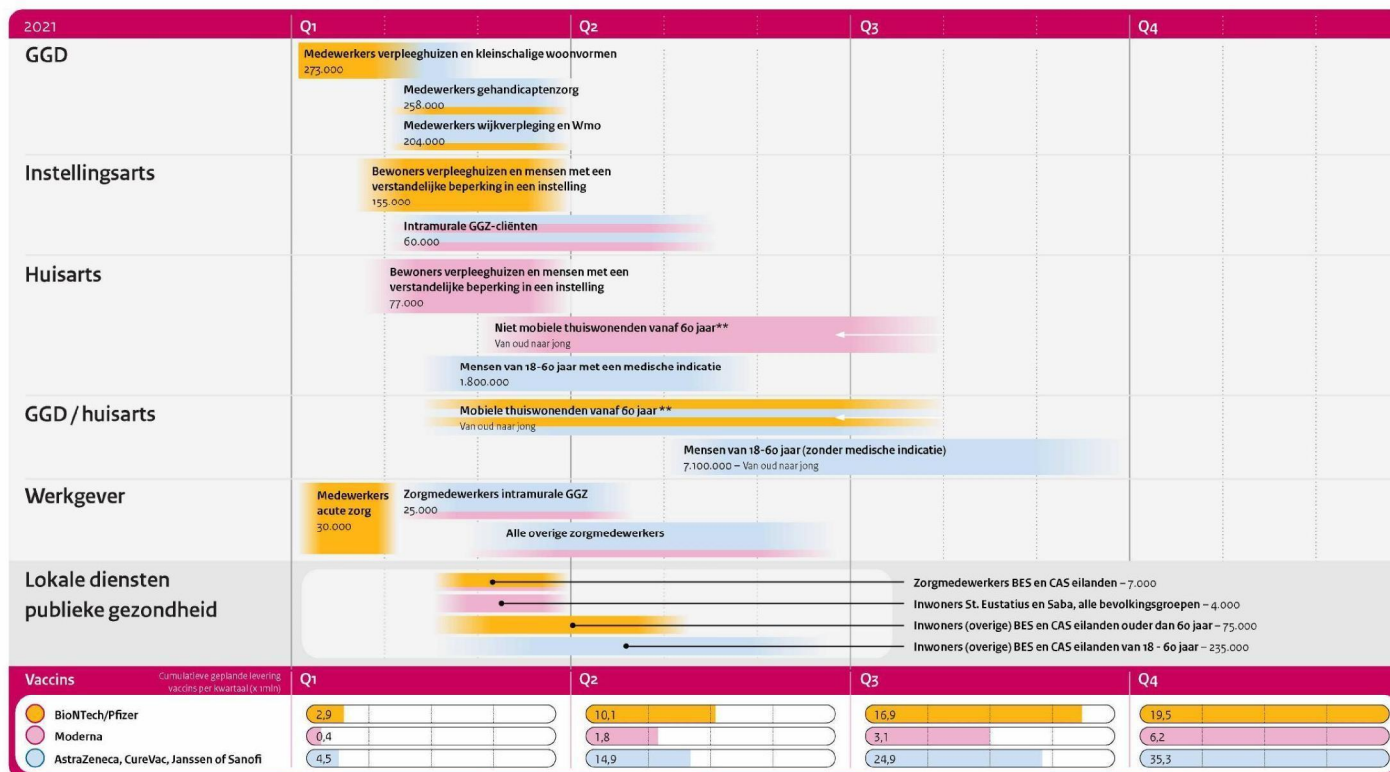 2021 Q1 Q2 Q3 Q4
GGD
Medewerkers verpleeghuizen en kleinschalige woonvormen
273.000
Medewerkers gehandicaptenzorg
258.000
Medewerkers wijkverpleging en Wmo
204.000
Instellingsarts
Bewoners verpleeghuizen en mensen met een
verstandelijke beperking in een instelling
155.000
Intramurale GGZ-cliënten
60.000
Huisarts
Bewoners verpleeghuizen en mensen met een
verstandelijke beperking in een instelling
77.000
Niet mobiele thuiswonenden vanaf 60 jaar**
Van oud naar jong
Mensen van 18-60 jaar met een medische indicatie
1.800.000
GGD / huisarts
Mobiele thuiswonenden vanaf 60 jaar **
Van oud naar jong
Mensen van 18-60 jaar (zonder medische indicatie)
7.100.000 – Van oud naar jong
Werkgever
Medewerkers
acute zorg
30.000
Zorgmedewerkers intramurale GGZ
25.000
Alle overige zorgmedewerkers
Lokale diensten
publieke gezondheid
Zorgmedewerkers BES en CAS eilanden – 7.000
Inwoners St. Eustatius en Saba, alle bevolkingsgroepen – 4.000
Inwoners (overige) BES en CAS eilanden ouder dan 60 jaar – 75.000
Inwoners (overige) BES en CAS eilanden van 18 - 60 jaar – 235.000
Vaccins
Cumulatieve geplande levering
vaccins per kwartaal (x 1mln)
Q1 Q2 Q3 Q4
BioNTech/Pfizer 2,9 10,1 16,9 19,5
Moderna 0,4 1,8 3,1 6,2
AstraZeneca, CureVac, Janssen of Sanofi 4,5 14,9 24,9 35,3